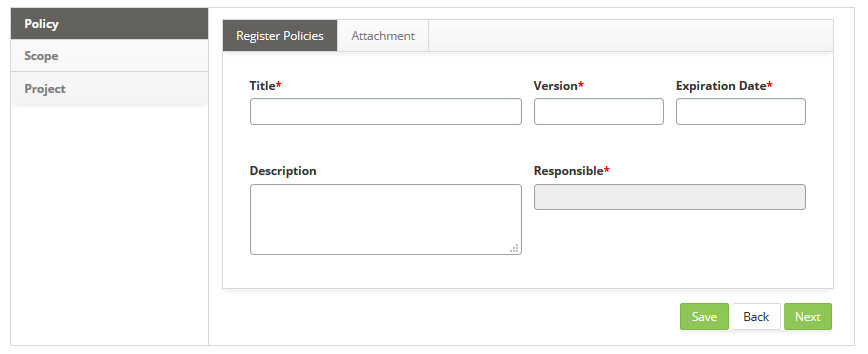 Policy
Scope
Project
Register Policies Attachment
Title* Version* Expiration Date*
Description Responsible*
Save Back Next